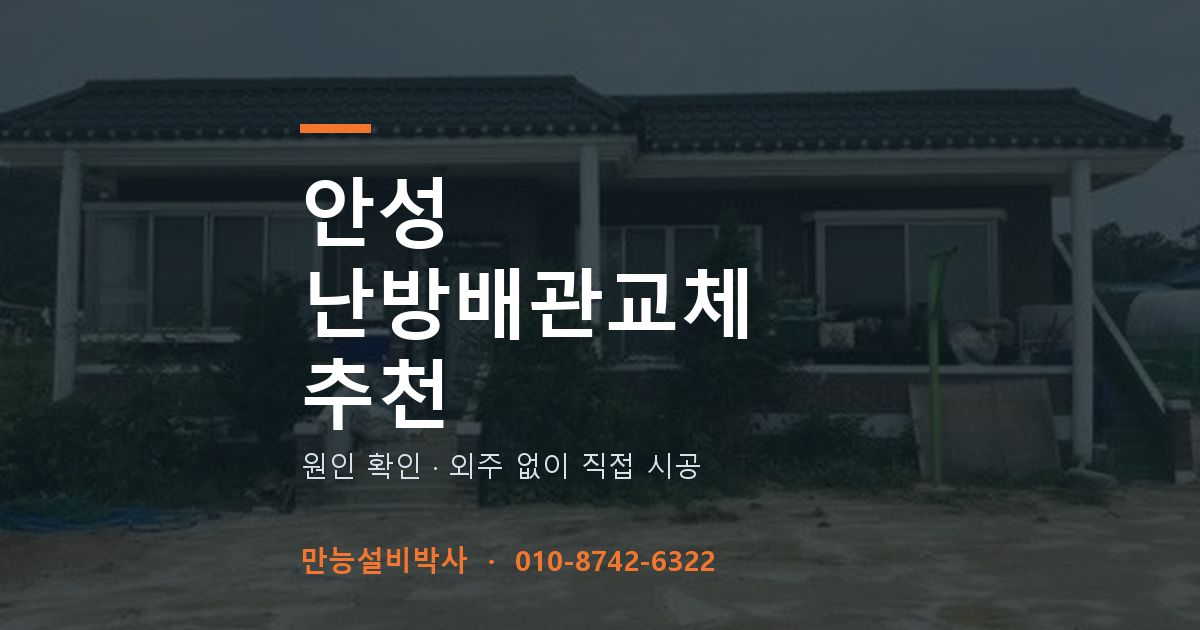 안성
난방배관교체
추천
원인 확인 · 외주 없이 직접 시공
만능설비박사 · 010-8742-6322